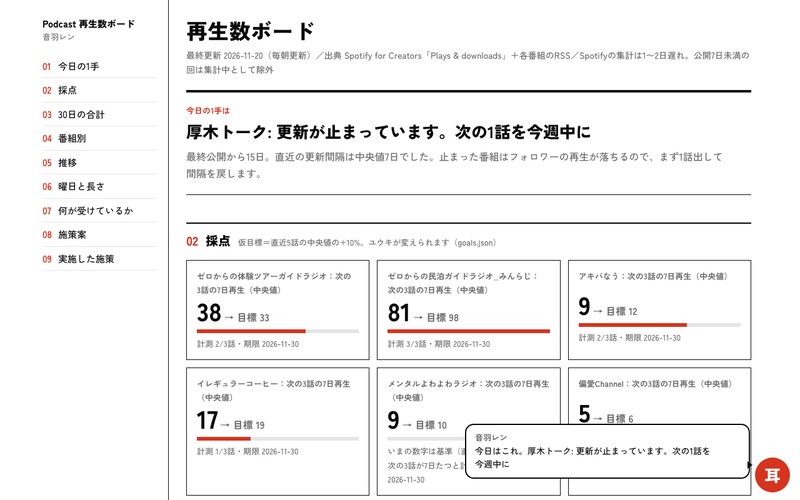 Podcast 再生数ボード
音羽レン
01 今日の1手
02 採点
03 30日の合計
04 番組別
05 推移
06 曜日と長さ
07 何が受けているか
08 施策案
09 実施した施策
再生数ボード
最終更新 2026-11-20（毎朝更新）／出典 Spotify for Creators「Plays & downloads」＋各番組のRSS／Spotifyの集計は1〜2日遅れ。公開7日未満の
回は集計中として除外
今日の1手は
厚木トーク: 更新が止まっています。次の1話を今週中に
最終公開から15日。直近の更新間隔は中央値7日でした。止まった番組はフォロワーの再生が落ちるので、まず1話出して
間隔を戻します。
02 採点 仮目標＝直近5話の中央値の+10%。ユウキが変えられます（goals.json）
ゼロからの体験ツアーガイドラジオ：次の
3話の7日再生（中央値）
38 → 目標 33
計測 2/3話・期限 2026-11-30
ゼロからの民泊ガイドラジオ_みんらじ：
次の3話の7日再生（中央値）
81 → 目標 98
計測 3/3話・期限 2026-11-30
アキバなう：次の3話の7日再生（中央値）
9 → 目標 12
計測 2/3話・期限 2026-11-30
イレギュラーコーヒー：次の3話の7日再生
（中央値）
17 → 目標 19
計測 1/3話・期限 2026-11-30
メンタルよわよわラジオ：次の3話の7日再生
（中央値）
9 → 目標 10
いまの数字は基準
次の3話が7日たつと
2026-11-30
偏愛Channel：次の3話の7日再生（中央値）
5 → 目標 6
音羽レン
今日はこれ。厚木トーク: 更新が止まっています。次の1話を
今週中に
耳